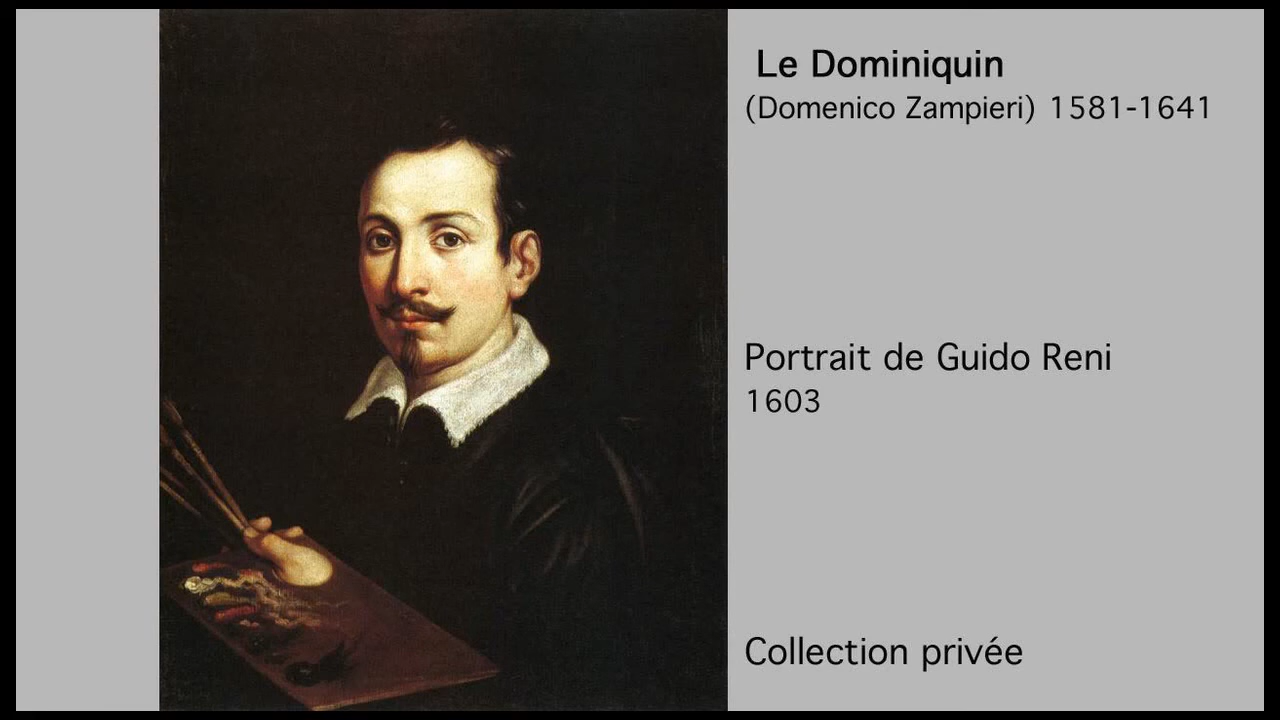 Le Dominiquin
(Domenico Zampieri) 1581-1641
Portrait de Guido Reni
1603
Collection privée